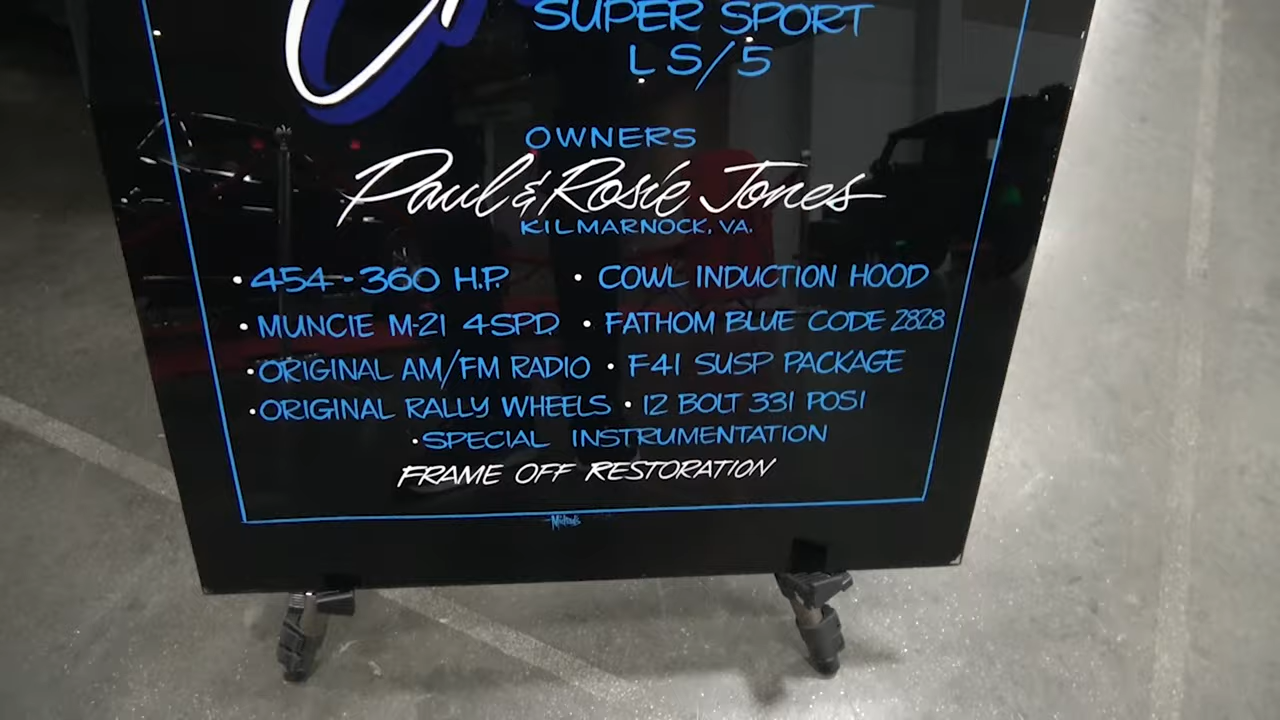 SUPER SPORT
LS/5
OWNERS
Paul & Rosie Jones
KILMARNOCK, VA.
• 454-360 H.P. • COWL INDUCTION HOOD
• MUNCIE M-21 4SPD • FATHOM BLUE CODE 2828
• ORIGINAL AM/FM RADIO • F41 SUSP PACKAGE
• ORIGINAL RALLY WHEELS • 12 BOLT 331 POSI
• SPECIAL INSTRUMENTATION
FRAME OFF RESTORATION